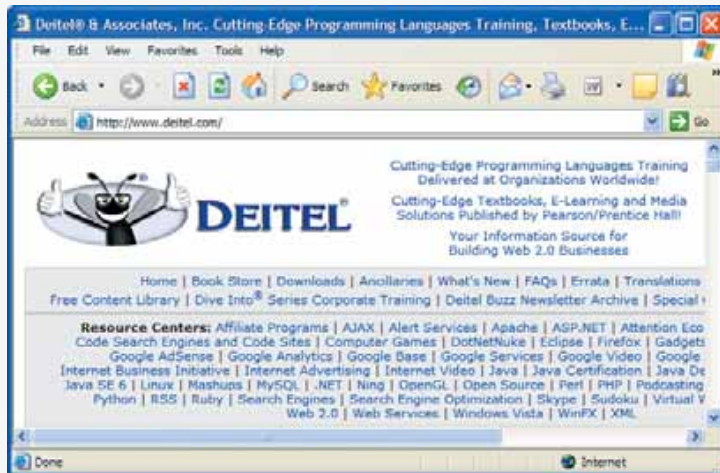 Deitel® & Associates, Inc. Cutting-Edge Programming Languages Training, Textbooks, E...
File Edit View Favorites Tools Help
Back Search Favorites
Address http://www.deitel.com/ Go
Cutting-Edge Programming Languages Training
Delivered at Organizations Worldwide!
Cutting-Edge Textbooks, E-Learning and Media
Solutions Published by Pearson/Prentice Hall!
Your Information Source for
Building Web 2.0 Businesses
DEITEL®
Home | Book Store | Downloads | Ancillaries | What's New | FAQs | Errata | Translations
Free Content Library | Dive Into® Series Corporate Training | Deitel Buzz Newsletter Archive | Special
Resource Centers: Affiliate Programs | AJAX | Alert Services | Apache | ASP.NET | Attention Eco
Code Search Engines and Code Sites | Computer Games | DotNetNuke | Eclipse | Firefox | Gadgets
Google AdSense | Google Analytics | Google Base | Google Services | Google Video | Google
Internet Business Initiative | Internet Advertising | Internet Video | Java | Java Certification | Java De
Java SE 6 | Linux | Mashups | MySQL | .NET | Ning | OpenGL | Open Source | Perl | PHP | Podcasting
Python | RSS | Ruby | Search Engines | Search Engine Optimization | Skype | Sudoku | Virtual W
Web 2.0 | Web Services | Windows Vista | WinFX | XML
Done Internet